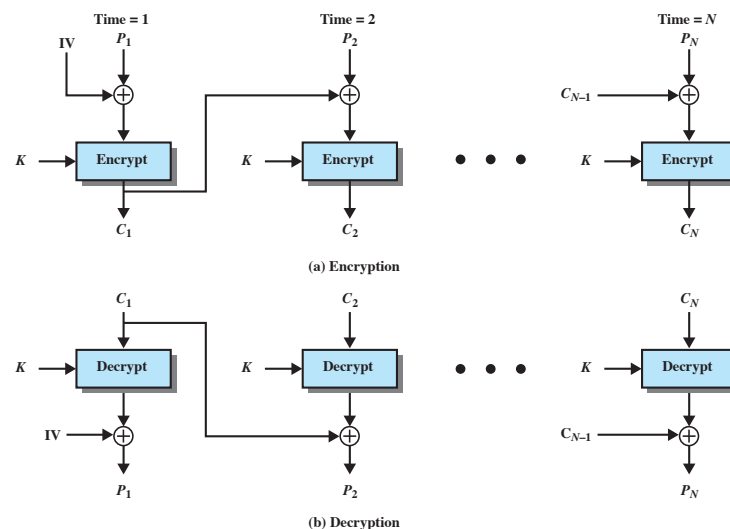 Time = 1 Time = 2 Time = N
IV P1 P2 PN
CN–1
K Encrypt K Encrypt K Encrypt
C1 C2 CN
(a) Encryption
C1 C2 CN
K Decrypt K Decrypt K Decrypt
IV CN–1
P1 P2 PN
(b) Decryption